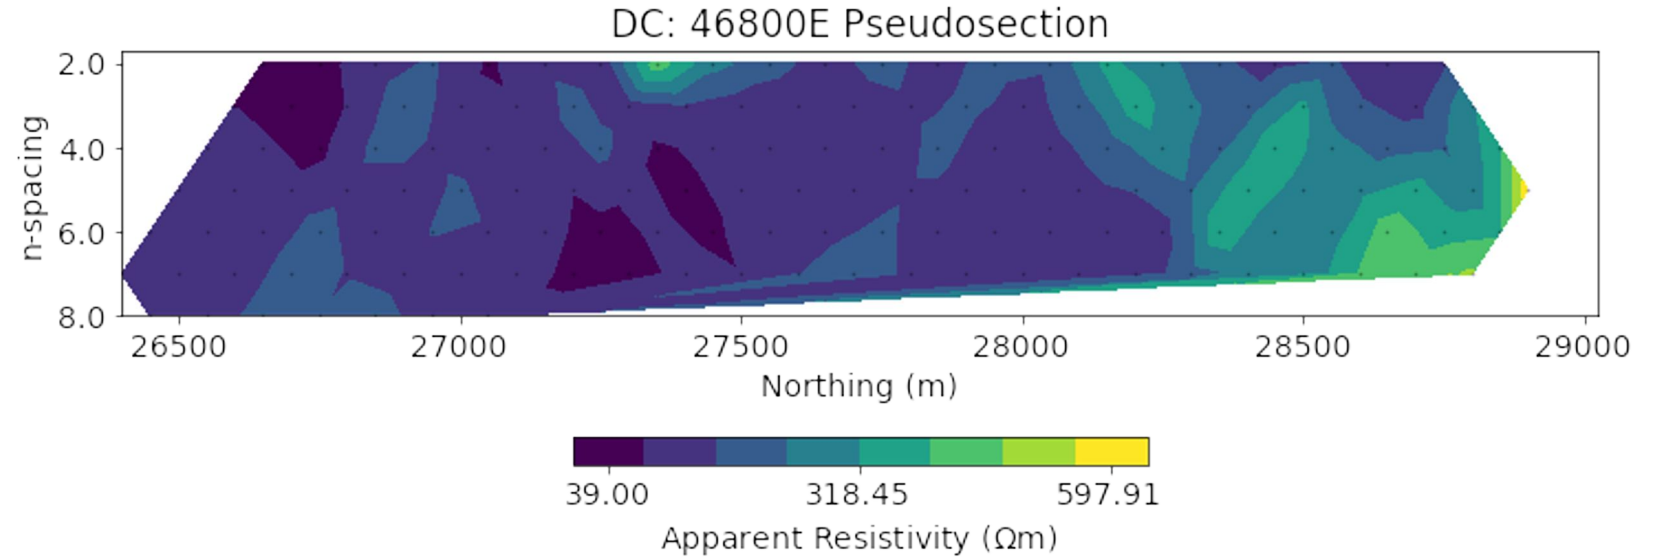 DC: 46800E Pseudosection
2.0
4.0
6.0
8.0
n-spacing
26500 27000 27500 28000 28500 29000
Northing (m)
39.00 318.45 597.91
Apparent Resistivity (Ωm)